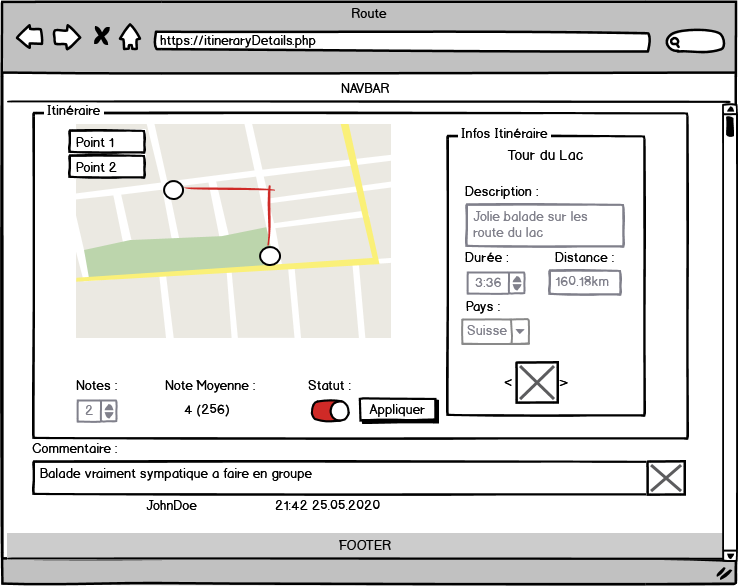 Route
https://itineraryDetails.php
NAVBAR
Itinéraire
Point 1
Point 2
Infos Itinéraire
Tour du Lac
Description :
Jolie balade sur les
route du lac
Durée :
Distance :
3:36
160.18km
Pays :
Suisse
< >
Notes :
Note Moyenne :
Statut :
2
4 (256)
Appliquer
Commentaire :
Balade vraiment sympatique a faire en groupe
JohnDoe
21:42 25.05.2020
FOOTER